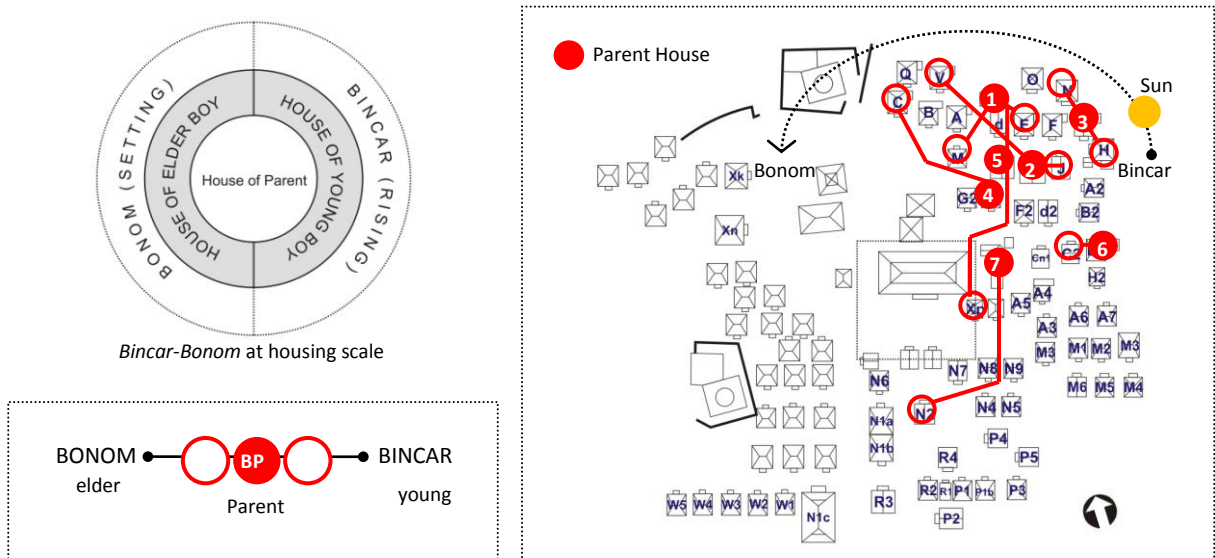 BONOM (SETTING)
BINCAR (RISING)
HOUSE OF ELDER BOY
HOUSE OF YOUNG BOY
House of Parent
Bincar-Bonom at housing scale
BONOM
elder
BP
Parent
BINCAR
young
Parent House
Sun
Bincar
Bonom
Q
V
O
N
C
B
A
1
d
E
F
3
M
5
2
J
H
Xk
4
G2
A2
F2
d2
B2
Xn
7
Cn1
6
H2
A4
A5
Xp
A6
A7
A3
M3
M1
M2
M3
N7
N8
N9
N6
M6
M5
M4
N2
N4
N5
N1a
N1b
P4
R4
P5
R2
R1
P1
P1b
P3
R3
P2
W5
W4
W3
W2
W1
N1c